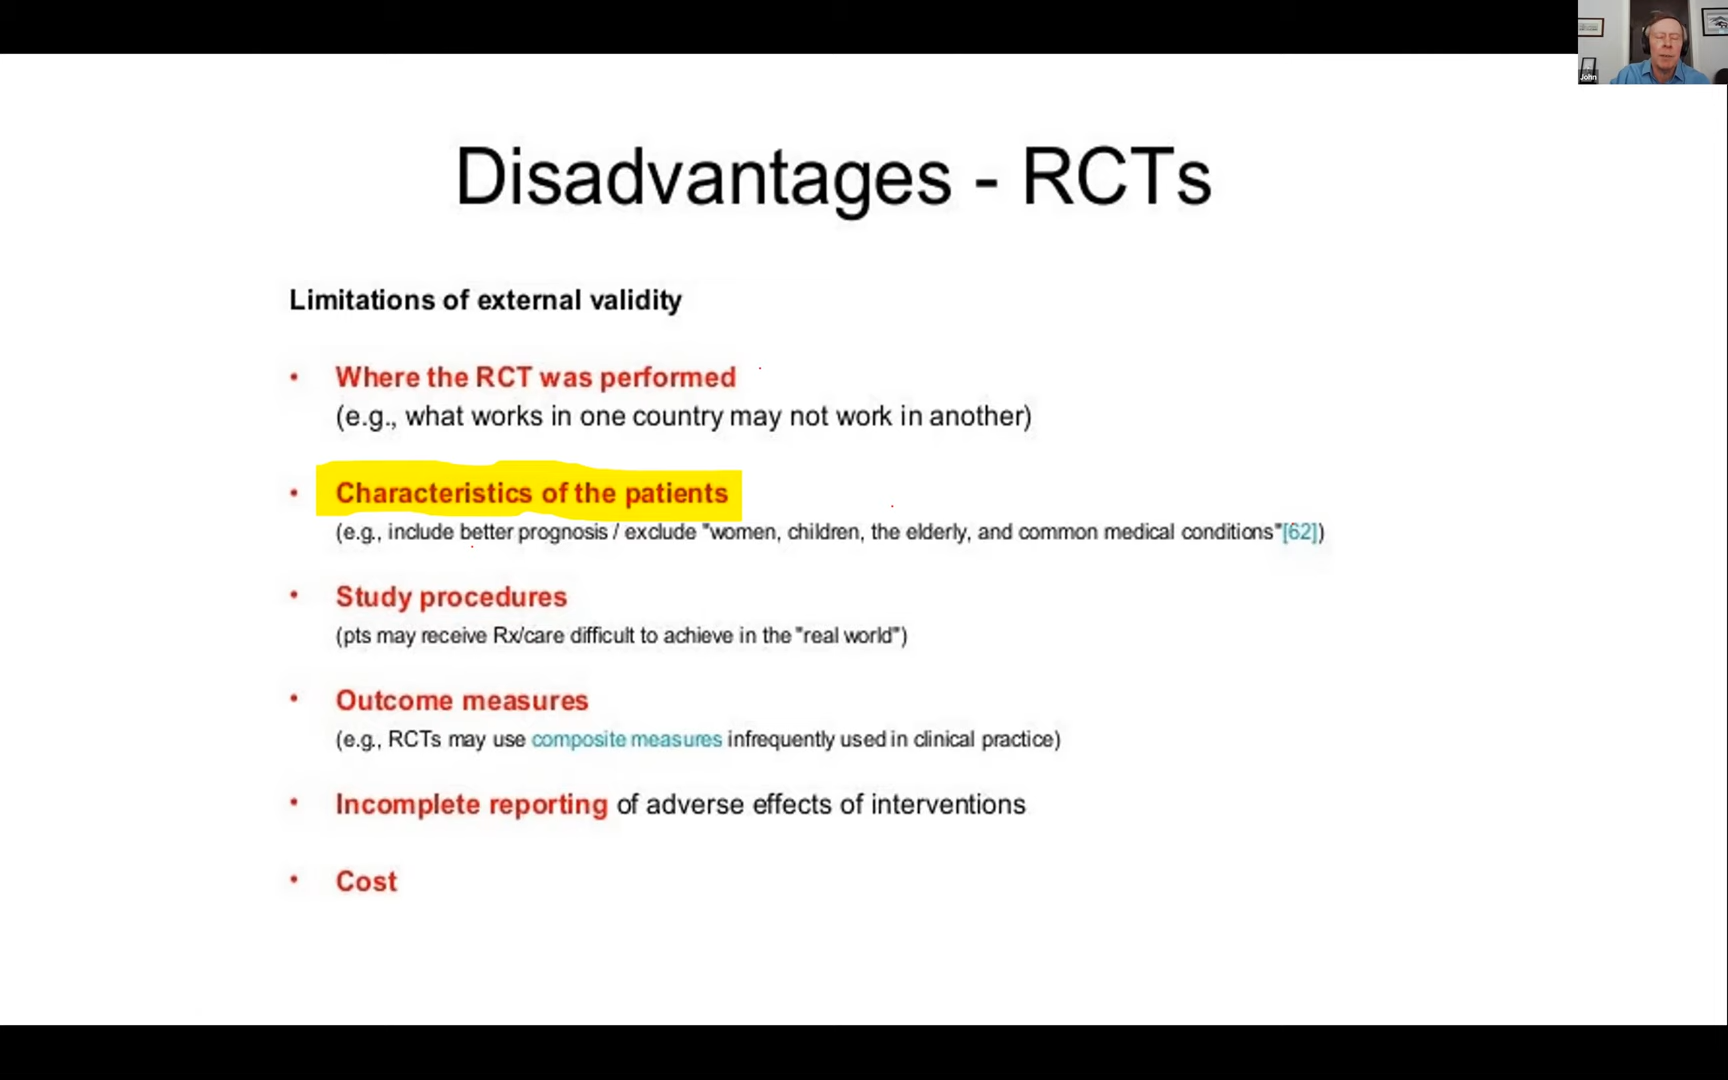 John
Disadvantages - RCTs
Limitations of external validity
• Where the RCT was performed
(e.g., what works in one country may not work in another)
• Characteristics of the patients
(e.g., include better prognosis / exclude "women, children, the elderly, and common medical conditions"[62])
• Study procedures
(pts may receive Rx/care difficult to achieve in the "real world")
• Outcome measures
(e.g., RCTs may use composite measures infrequently used in clinical practice)
• Incomplete reporting of adverse effects of interventions
• Cost